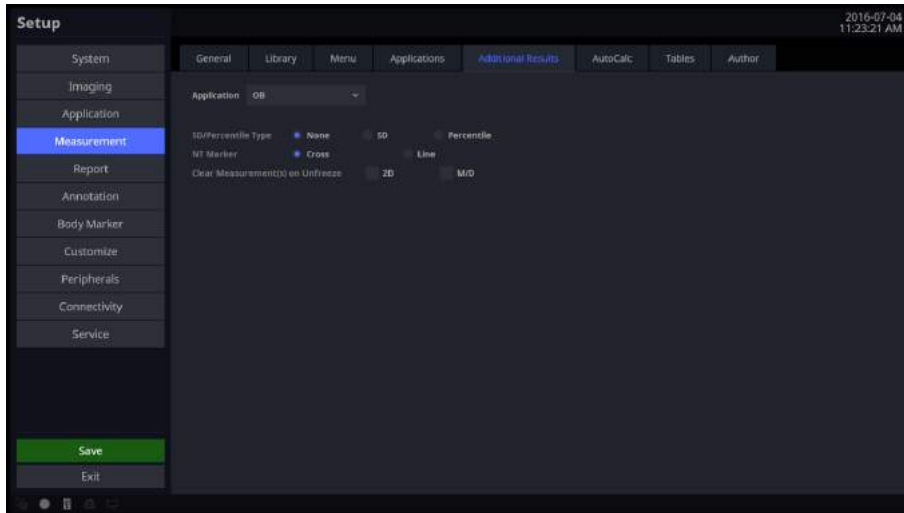 Setup
2016-07-04
11:23:21 AM
System
Imaging
Application
Measurement
Report
Annotation
Body Marker
Customize
Peripherals
Connectivity
Service
Save
Exit
General Library Menu Applications Additional Results AutoCalc Tables Author
Application OB
SD/Percentile Type None SD Percentile
NT Marker Cross Line
Clear Measurement(s) on Unfreeze 2D M/D